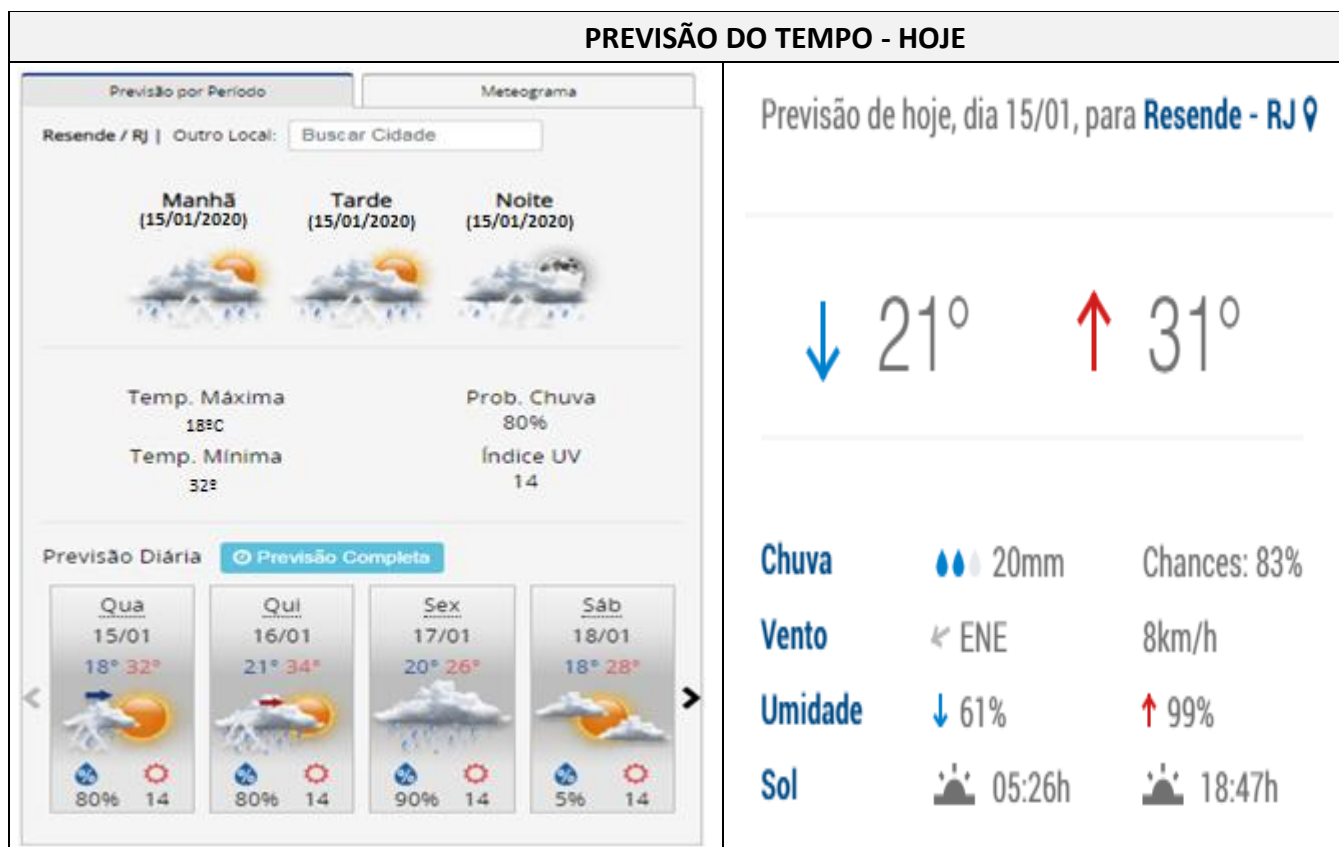 PREVISÃO DO TEMPO - HOJE
Previsão por Período
Meteograma
Resende / RJ | Outro Local: Buscar Cidade
Manhã Tarde Noite
(15/01/2020) (15/01/2020) (15/01/2020)
Temp. Máxima Prob. Chuva
18ºC 80%
Temp. Mínima Índice UV
32º 14
Previsão Diária Previsão Completa
Qua Qui Sex Sáb
15/01 16/01 17/01 18/01
18° 32° 21° 34° 20° 26° 18° 28°
% % % %
80% 14 80% 14 90% 14 5% 14
Previsão de hoje, dia 15/01, para Resende - RJ
21° 31°
Chuva 20mm Chances: 83%
Vento ENE 8km/h
Umidade 61% 99%
Sol 05:26h 18:47h